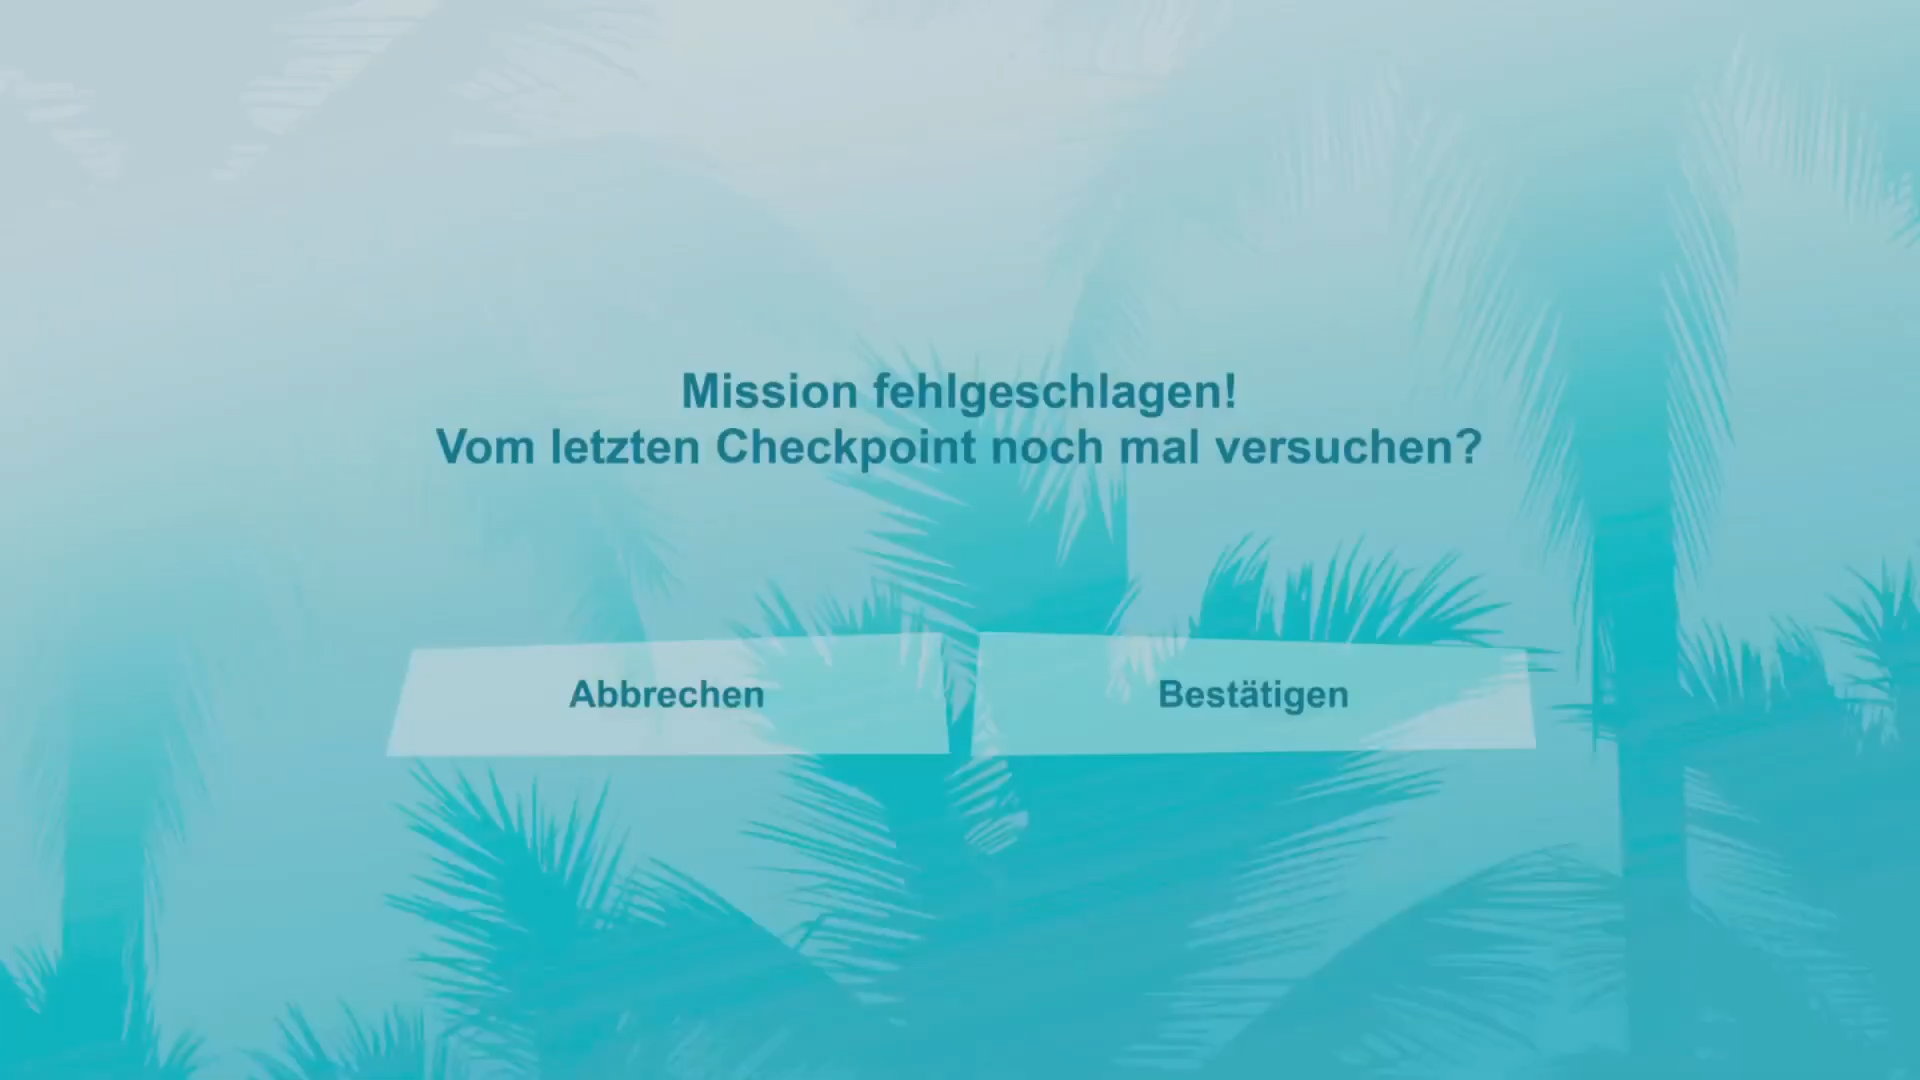 Mission fehlgeschlagen!
Vom letzten Checkpoint noch mal versuchen?
Abbrechen
Bestätigen